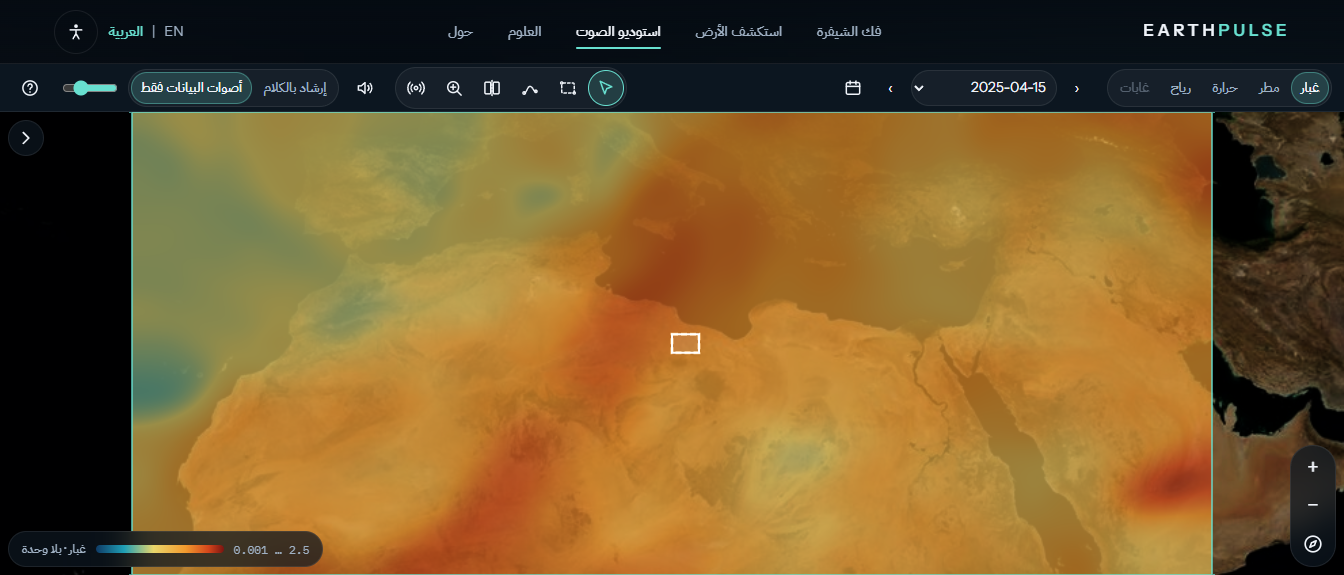 EARTHPULSE
فك الشيفرة
استكشف الأرض
استوديو الصوت
العلوم
حول
EN | العربية
غبار
مطر
حرارة
رياح
غابات
2025-04-15
إرشاد بالكلام
أصوات البيانات فقط
غبار · بلا وحدة
0.001 … 2.5